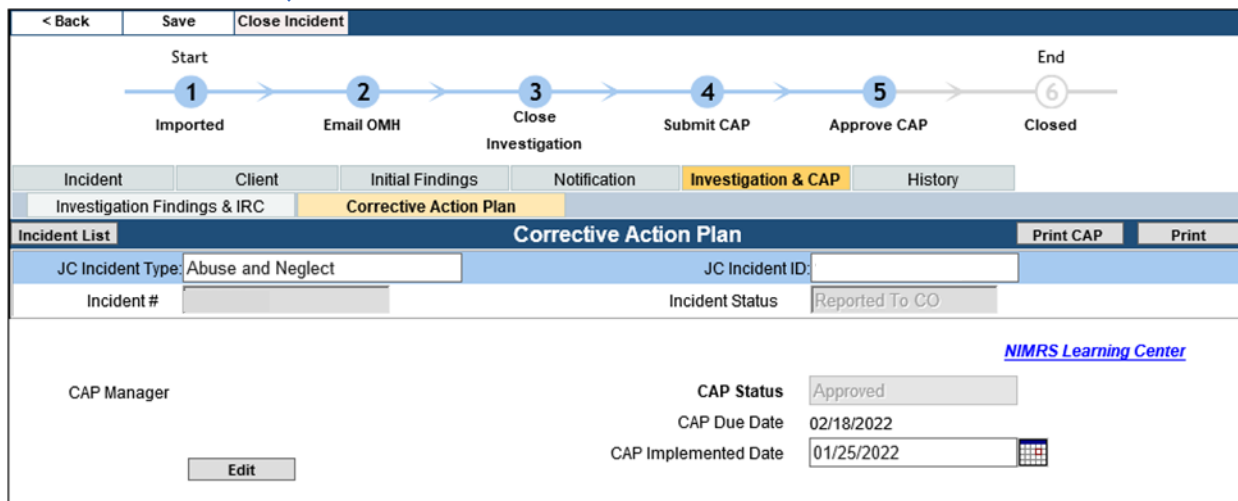 < Back Save Close Incident
Start End
1 2 3 4 5 6
Imported Email OMH Close Investigation Submit CAP Approve CAP Closed
Incident Client Initial Findings Notification Investigation & CAP History
Investigation Findings & IRC Corrective Action Plan
Incident List Corrective Action Plan Print CAP Print
JC Incident Type: Abuse and Neglect JC Incident ID:
Incident # Incident Status Reported To CO
NIMRS Learning Center
CAP Manager CAP Status Approved
CAP Due Date 02/18/2022
CAP Implemented Date 01/25/2022
Edit